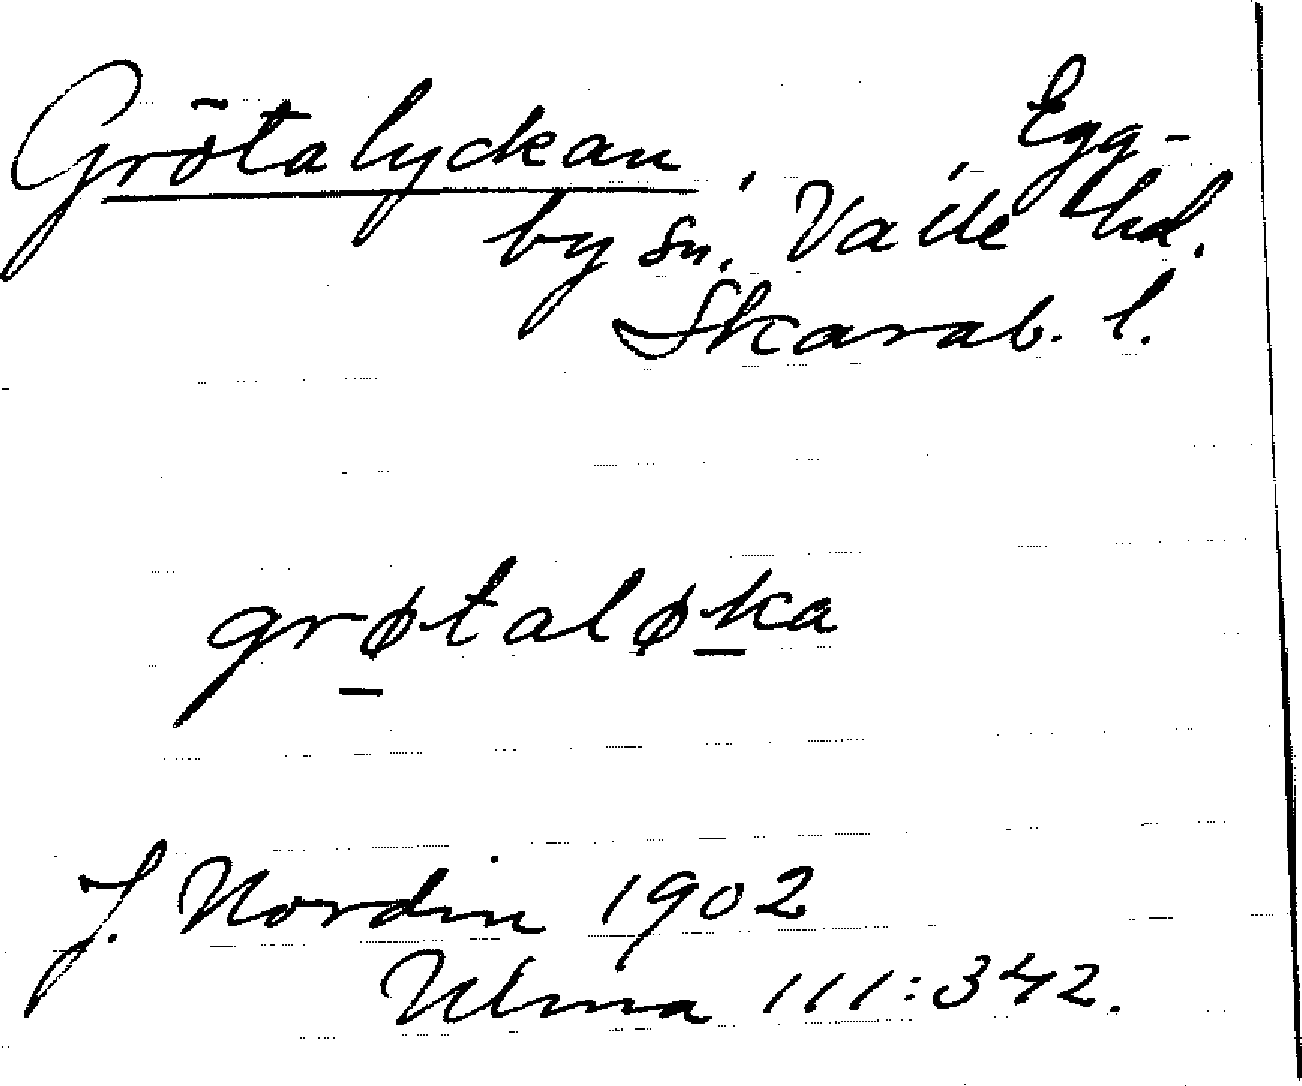 Grötalyckan, , Egg-
by sn. Valle hd.
Skarab. l.
grøtaløka
J. Nordin 1902
Ulma 111:342.